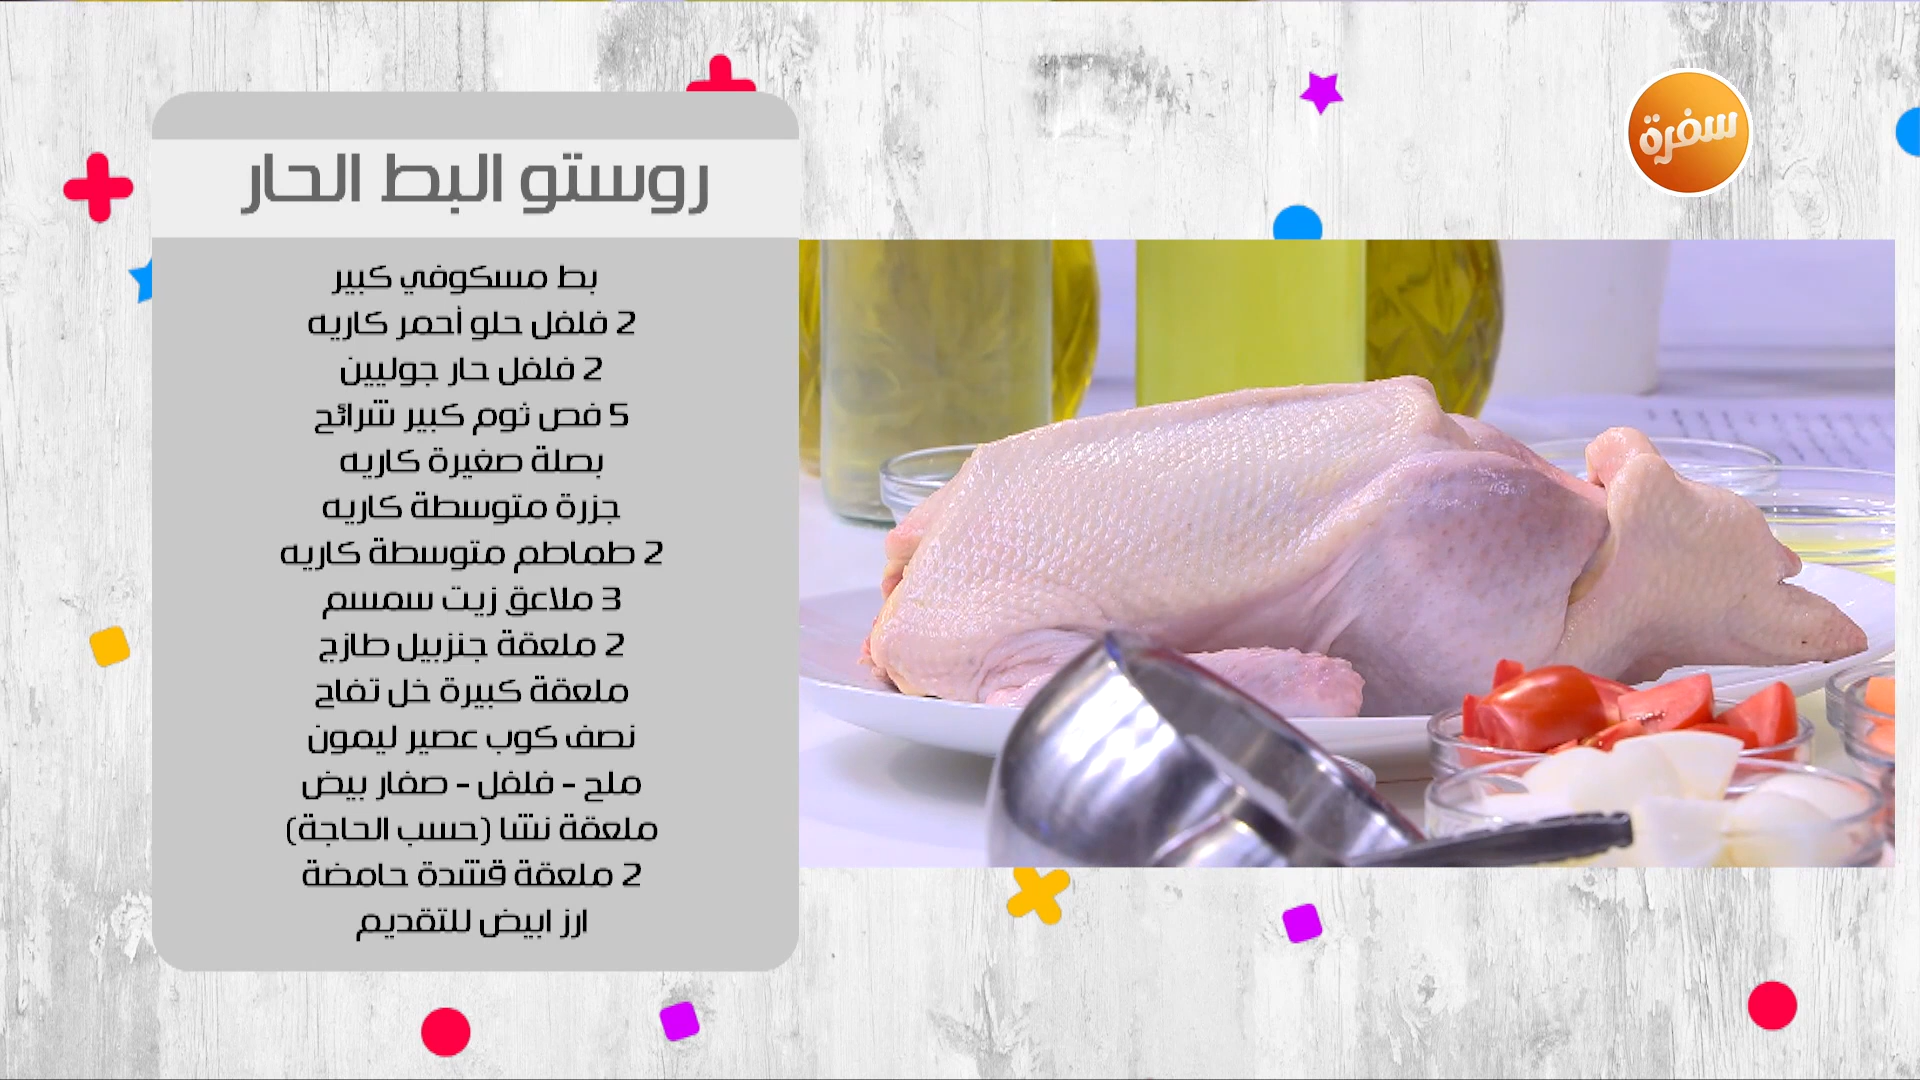 سفرة
روستو البط الحار
بط مسكوفي كبير
2 فلفل حلو أحمر كاريه
2 فلفل حار جوليين
5 فص ثوم كبير شرائح
بصلة صغيرة كاريه
جزرة متوسطة كاريه
2 طماطم متوسطة كاريه
3 ملاعق زيت سمسم
2 ملعقة جنزبيل طازج
ملعقة كبيرة خل تفاح
نصف كوب عصير ليمون
ملح - فلفل - صفار بيض
ملعقة نشا (حسب الحاجة)
2 ملعقة قشدة حامضة
ارز ابيض للتقديم